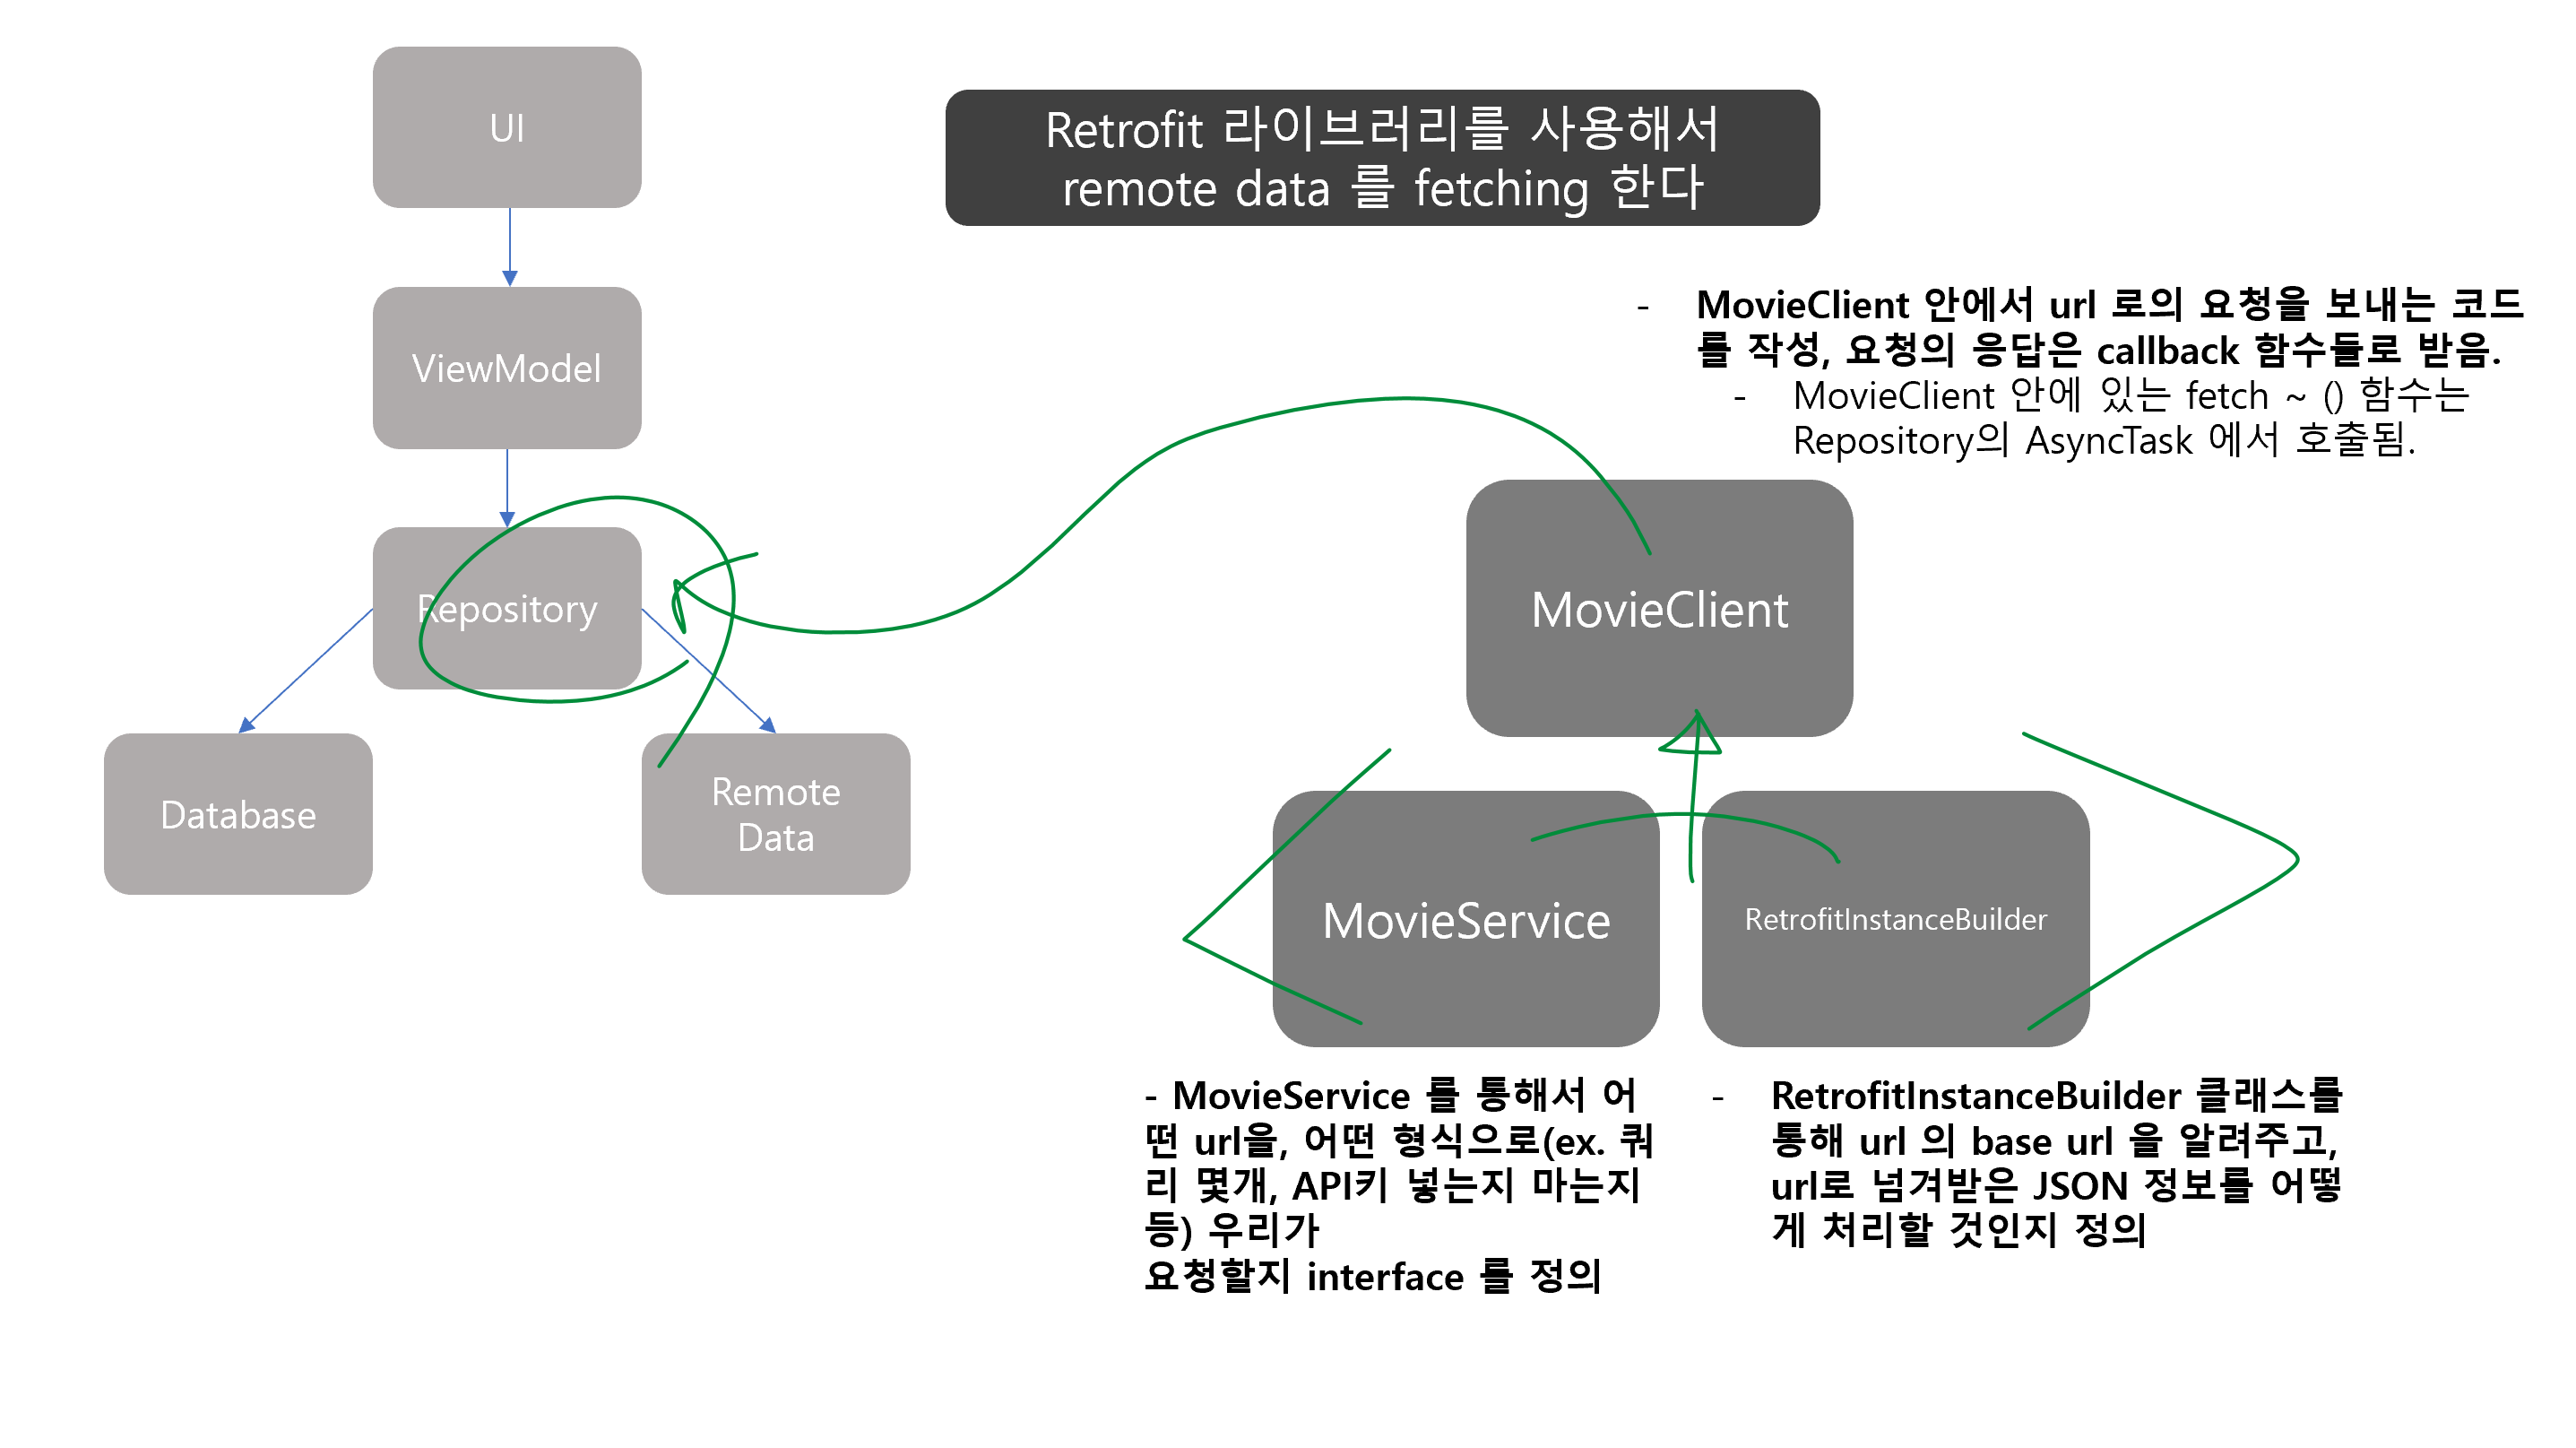 UI
Retrofit 라이브러리를 사용해서
remote data 를 fetching 한다
- MovieClient 안에서 url 로의 요청을 보내는 코드
를 작성, 요청의 응답은 callback 함수들로 받음.
- MovieClient 안에 있는 fetch ~ () 함수는
Repository의 AsyncTask 에서 호출됨.
ViewModel
Repository
MovieClient
Database
Remote
Data
MovieService
RetrofitInstanceBuilder
- MovieService 를 통해서 어
떤 url을, 어떤 형식으로(ex. 쿼
리 몇개, API키 넣는지 마는지
등) 우리가
요청할지 interface 를 정의
- RetrofitInstanceBuilder 클래스를
통해 url 의 base url 을 알려주고,
url로 넘겨받은 JSON 정보를 어떻
게 처리할 것인지 정의